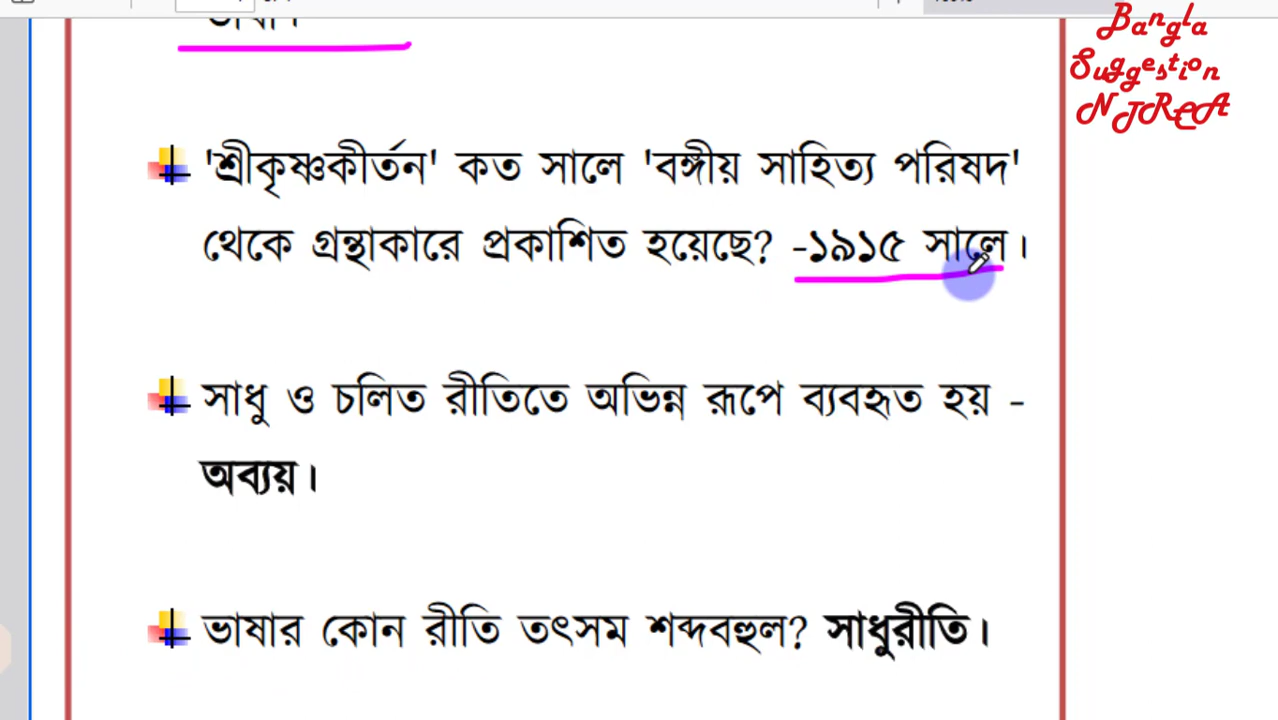 Bangla
Suggestion
NTRCA
'শ্রীকৃষ্ণকীর্তন' কত সালে 'বঙ্গীয় সাহিত্য পরিষদ'
থেকে গ্রন্থাকারে প্রকাশিত হয়েছে? -১৯১৫ সালে।
সাধু ও চলিত রীতিতে অভিন্ন রূপে ব্যবহৃত হয় -
অব্যয়।
ভাষার কোন রীতি তৎসম শব্দবহুল? সাধুরীতি।